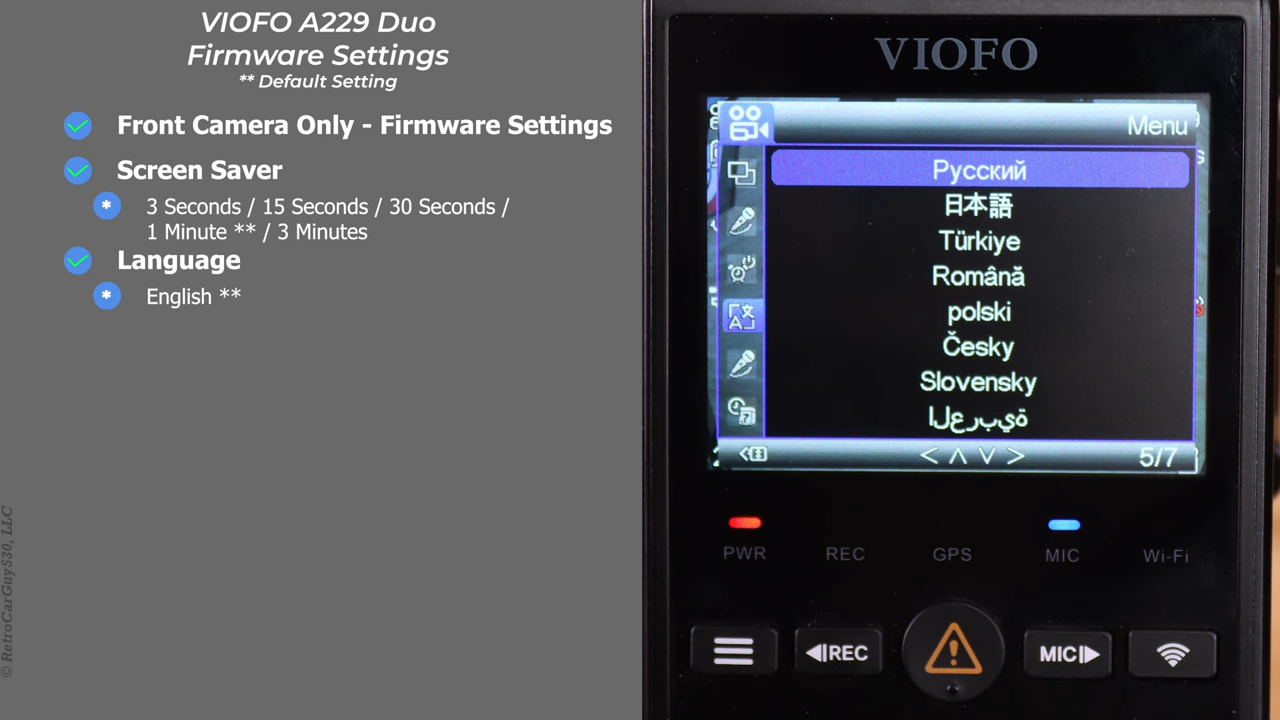 VIOFO A229 Duo
Firmware Settings
** Default Setting
Front Camera Only - Firmware Settings
Screen Saver
* 3 Seconds / 15 Seconds / 30 Seconds /
1 Minute ** / 3 Minutes
Language
* English **
© RetroCarGuy530, LLC
VIOFO
Menu
Русский
日本語
Türkiye
Română
polski
Česky
Slovensky
العربية
< ∧ ∨ >
5/7
PWR
REC
GPS
MIC
Wi-Fi
REC
MIC